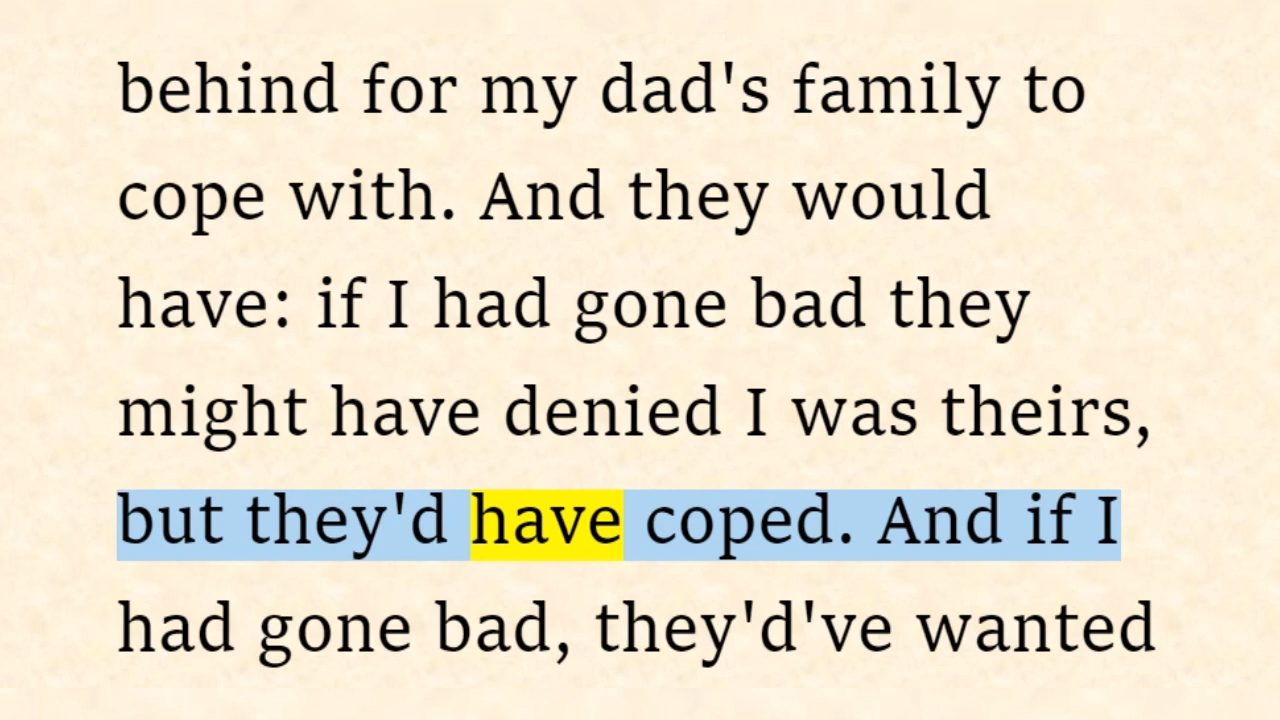 behind for my dad's family to
cope with. And they would
have: if I had gone bad they
might have denied I was theirs,
but they'd have coped. And if I
had gone bad, they'd've wanted